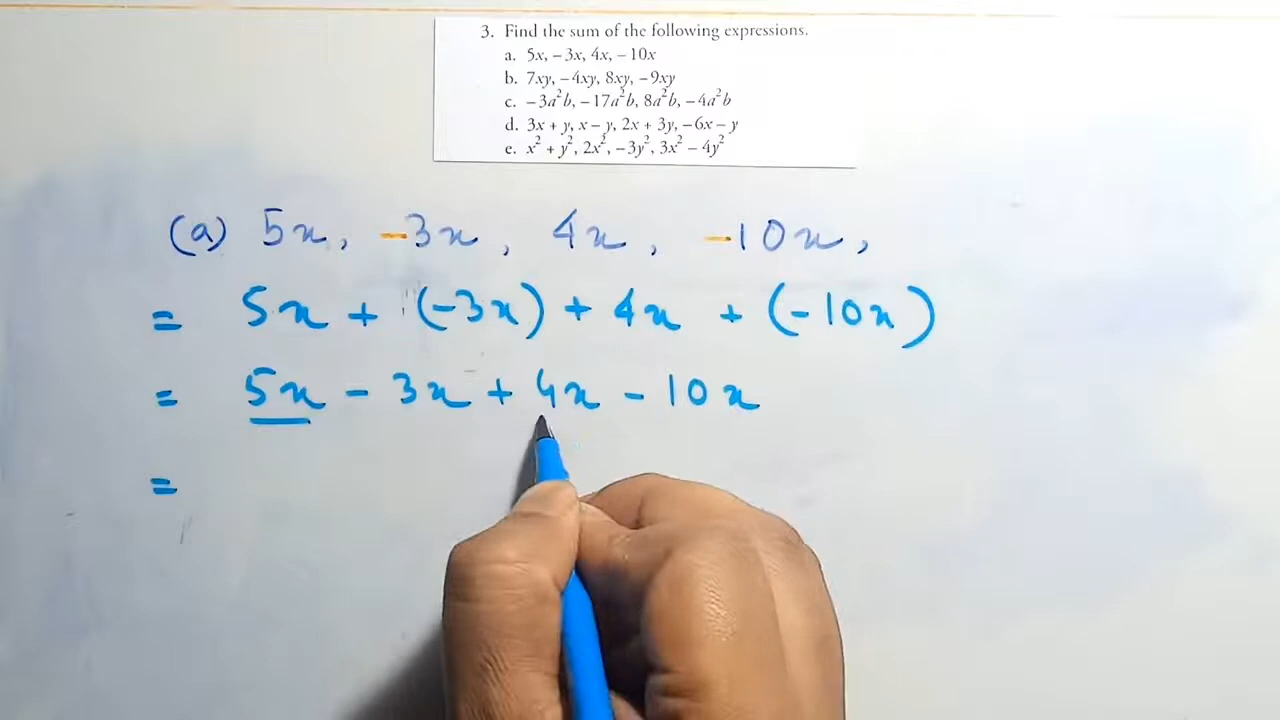 3. Find the sum of the following expressions.
a. 5x, – 3x, 4x, – 10x
b. 7xy, – 4xy, 8xy, – 9xy
c. – 3a²b, – 17a²b, 8a²b, – 4a²b
d. 3x + y, x – y, 2x + 3y, – 6x – y
e. x² + y², 2x², – 3y², 3x² – 4y²
(a) 5x, -3x, 4x, -10x,
= 5x + (-3x) + 4x + (-10x)
= 5x - 3x + 4x - 10x
=